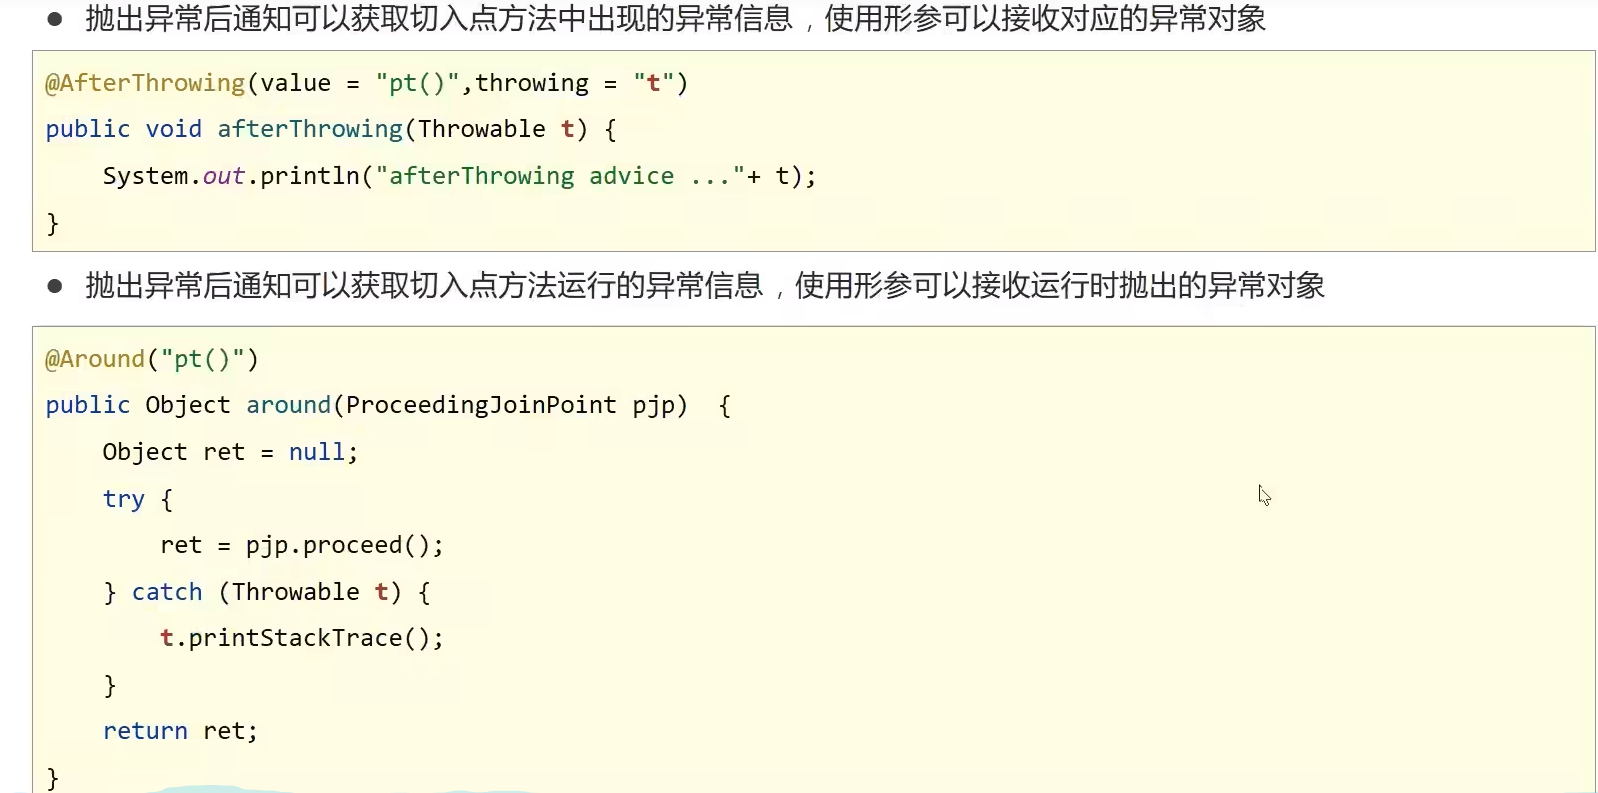 ● 抛出异常后通知可以获取切入点方法中出现的异常信息，使用形参可以接收对应的异常对象
@AfterThrowing(value = "pt()",throwing = "t")
public void afterThrowing(Throwable t) {
    System.out.println("afterThrowing advice ..."+ t);
}
● 抛出异常后通知可以获取切入点方法运行的异常信息，使用形参可以接收运行时抛出的异常对象
@Around("pt()")
public Object around(ProceedingJoinPoint pjp)  {
    Object ret = null;
    try {
        ret = pjp.proceed();
    } catch (Throwable t) {
        t.printStackTrace();
    }
    return ret;
}